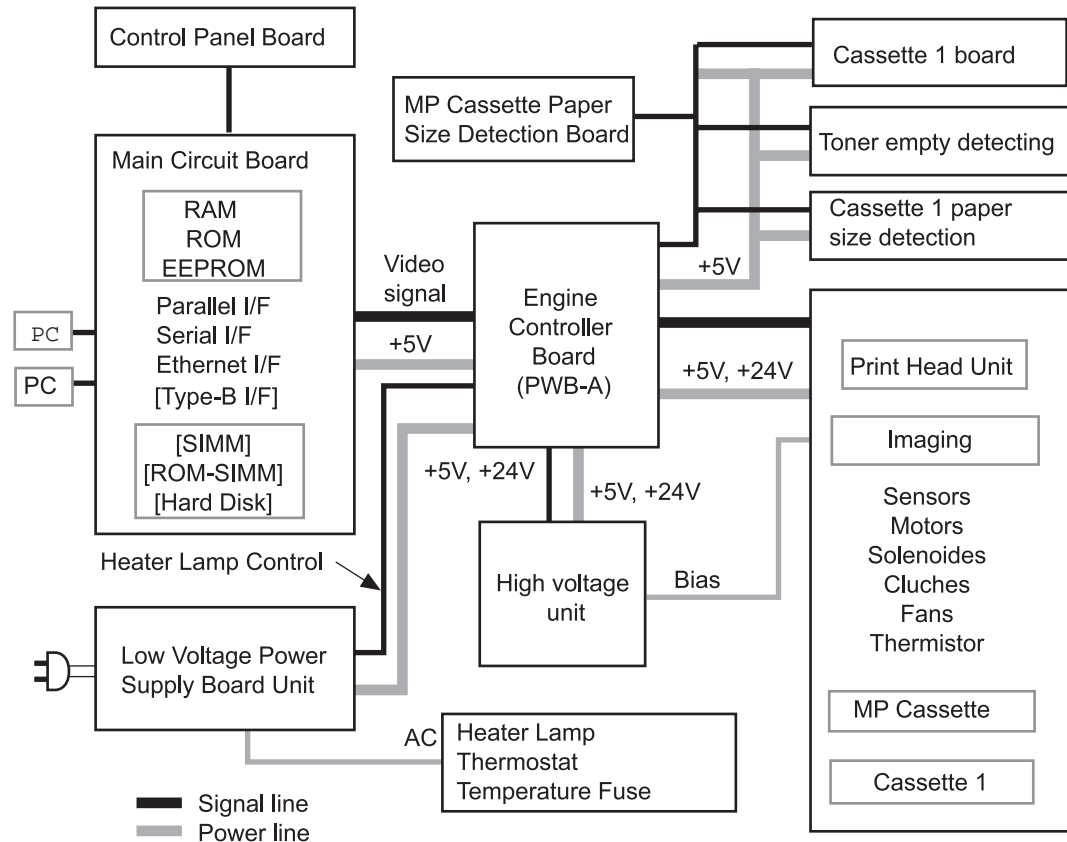 Control Panel Board
Main Circuit Board
RAM
ROM
EEPROM
Parallel I/F
Serial I/F
Ethernet I/F
[Type-B I/F]
[SIMM]
[ROM-SIMM]
[Hard Disk]
PC
PC
MP Cassette Paper
Size Detection Board
Cassette 1 board
Toner empty detecting
Cassette 1 paper
size detection
+5V
Video
signal
+5V
Engine
Controller
Board
(PWB-A)
+5V, +24V
Print Head Unit
Imaging
Sensors
Motors
Solenoides
Cluches
Fans
Thermistor
MP Cassette
Cassette 1
+5V, +24V
+5V, +24V
High voltage
unit
Bias
Heater Lamp Control
Low Voltage Power
Supply Board Unit
AC
Heater Lamp
Thermostat
Temperature Fuse
Signal line
Power line